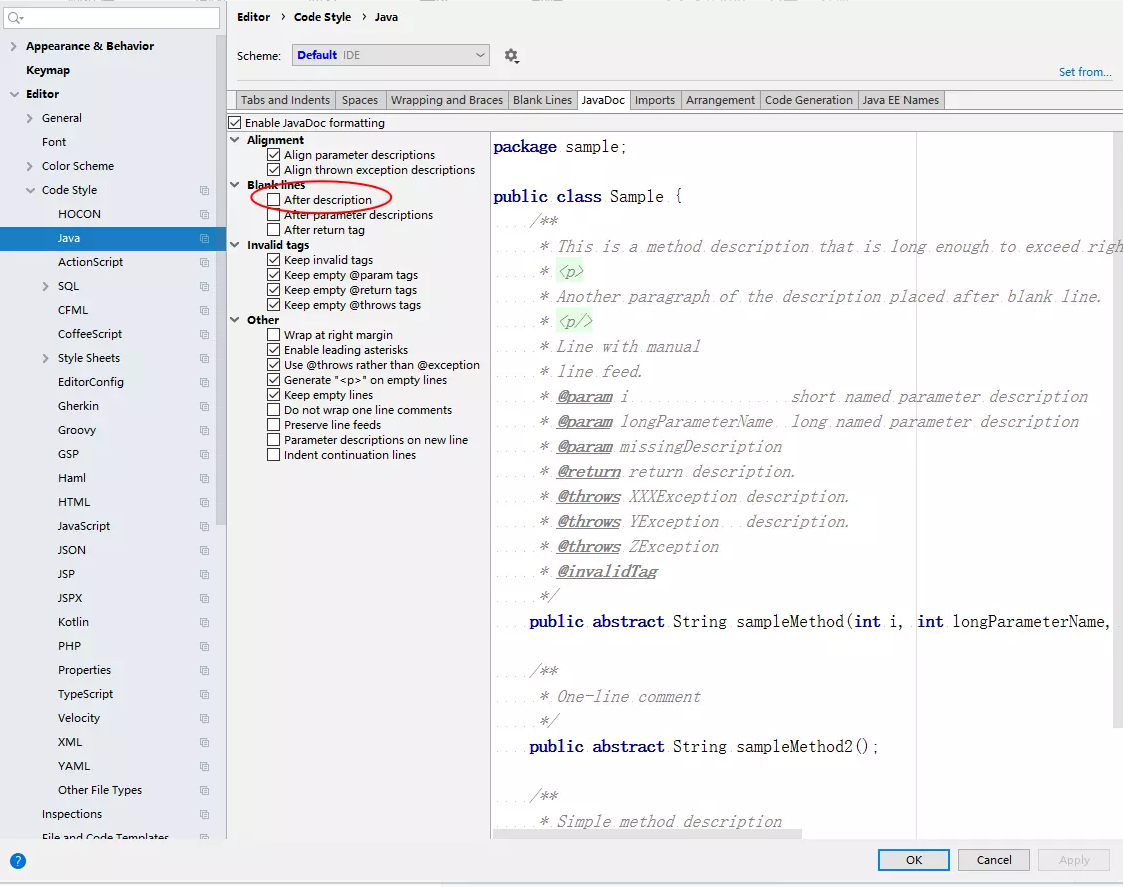 Editor › Code Style › Java
Scheme: Default IDE
Set from...
Appearance & Behavior
Keymap
Editor
General
Font
Color Scheme
Code Style
HOCON
Java
ActionScript
SQL
CFML
CoffeeScript
Style Sheets
EditorConfig
Gherkin
Groovy
GSP
Haml
HTML
JavaScript
JSON
JSP
JSPX
Kotlin
PHP
Properties
TypeScript
Velocity
XML
YAML
Other File Types
Inspections
File and Code Templates
Tabs and Indents Spaces Wrapping and Braces Blank Lines JavaDoc Imports Arrangement Code Generation Java EE Names
Enable JavaDoc formatting
Alignment
Align parameter descriptions
Align thrown exception descriptions
Blank lines
After description
After parameter descriptions
After return tag
Invalid tags
Keep invalid tags
Keep empty @param tags
Keep empty @return tags
Keep empty @throws tags
Other
Wrap at right margin
Enable leading asterisks
Use @throws rather than @exception
Generate "<p>" on empty lines
Keep empty lines
Do not wrap one line comments
Preserve line feeds
Parameter descriptions on new line
Indent continuation lines
package sample;
public class Sample {
/**
* This is a method description that is long enough to exceed righ
* <p>
* Another paragraph of the description placed after blank line.
* <p/>
* Line with manual
* line feed.
* @param i short named parameter description
* @param longParameterName long named parameter description
* @param missingDescription
* @return return description.
* @throws XXXException description.
* @throws YException description.
* @throws ZException
* @invalidTag
*/
public abstract String sampleMethod(int i, int longParameterName,
/**
* One-line comment
*/
public abstract String sampleMethod2();
/**
* Simple method description
?
OK Cancel Apply